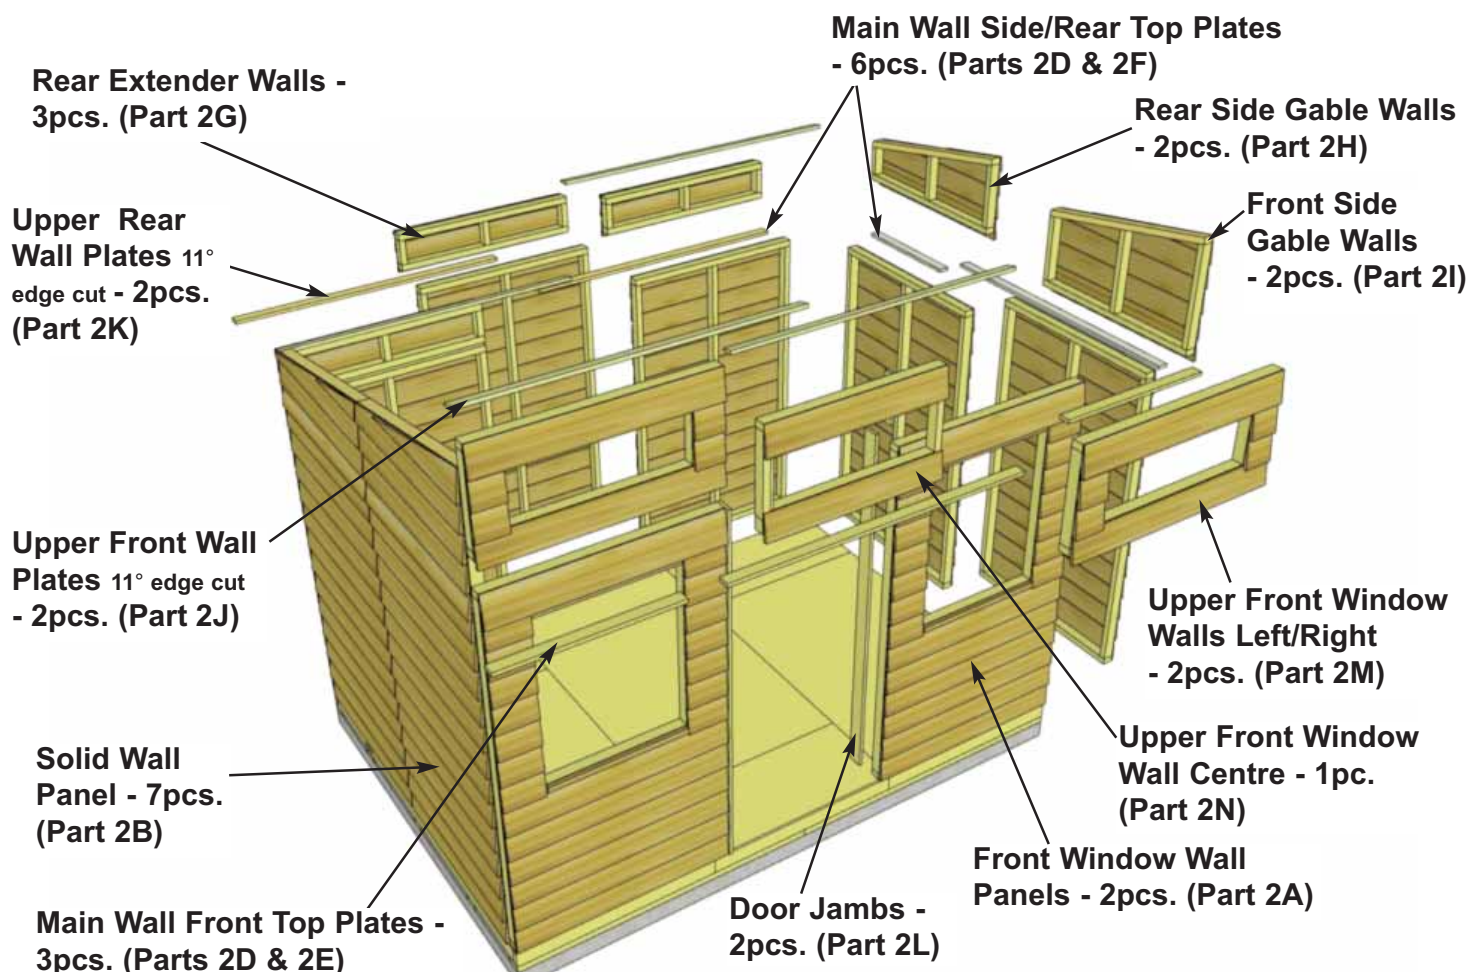 Main Wall Side/Rear Top Plates
- 6pcs. (Parts 2D & 2F)
Rear Extender Walls -
3pcs. (Part 2G)
Rear Side Gable Walls
- 2pcs. (Part 2H)
Upper Rear
Wall Plates 11°
edge cut - 2pcs.
(Part 2K)
Front Side
Gable Walls
- 2pcs. (Part 2I)
Upper Front Wall
Plates 11° edge cut
- 2pcs. (Part 2J)
Upper Front Window
Walls Left/Right
- 2pcs. (Part 2M)
Solid Wall
Panel - 7pcs.
(Part 2B)
Upper Front Window
Wall Centre - 1pc.
(Part 2N)
Front Window Wall
Panels - 2pcs. (Part 2A)
Door Jambs -
2pcs. (Part 2L)
Main Wall Front Top Plates -
3pcs. (Parts 2D & 2E)